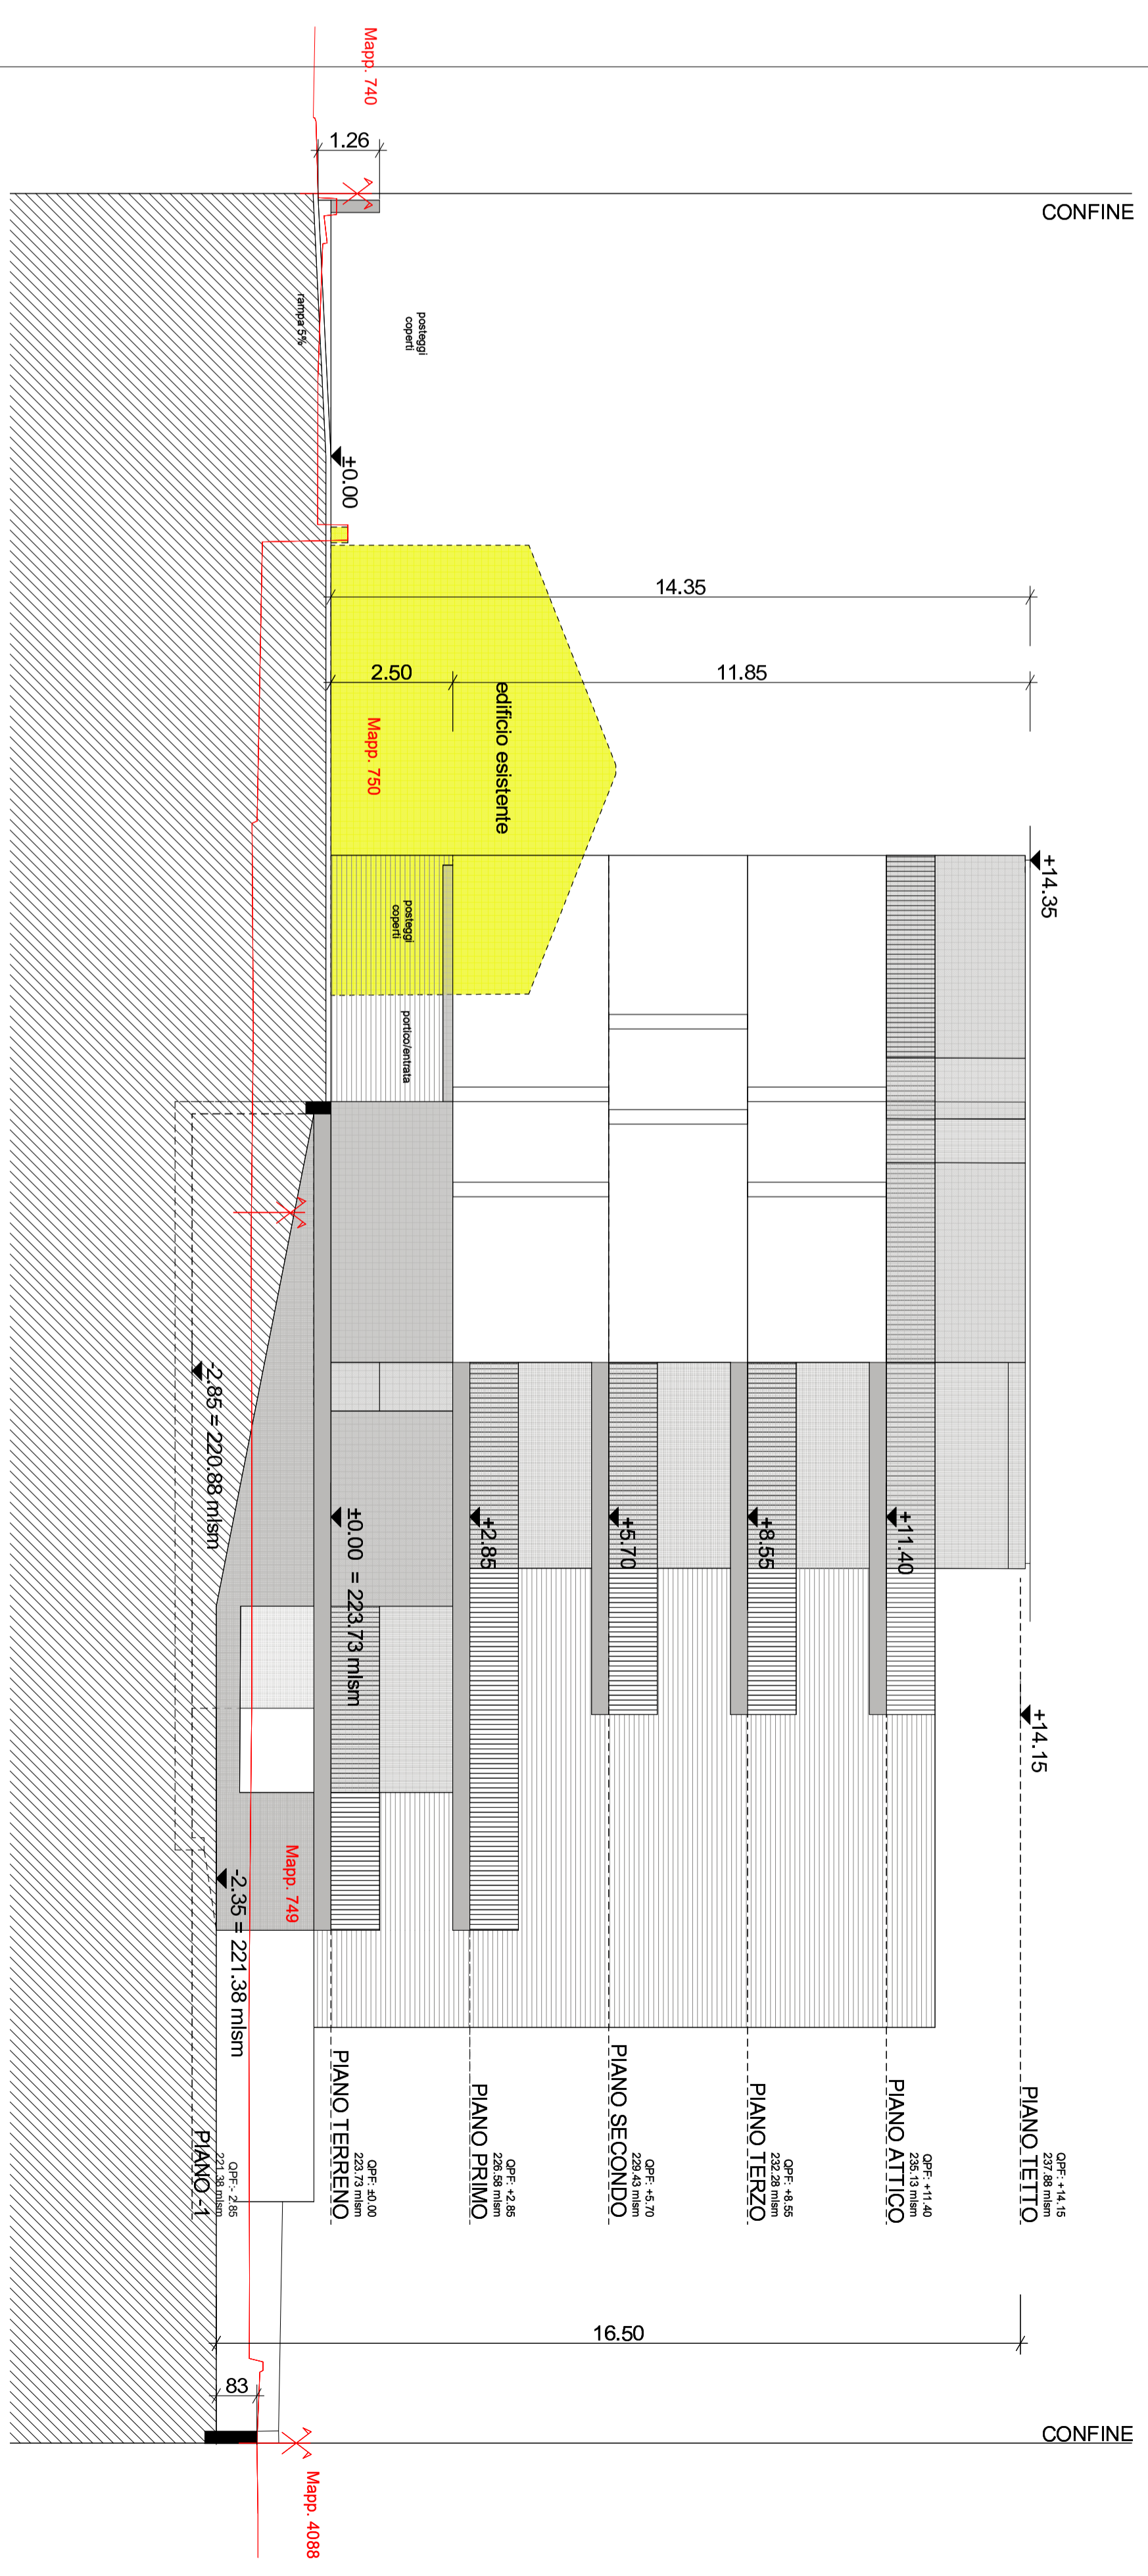 Mapp. 740
1.26
CONFINE
rampa 5%
posteggi
coperti
±0.00
14.35
2.50
11.85
edificio esistente
Mapp. 750
+14.35
posteggi
coperti
portico/entrata
-2.85 = 220.88 mlsm
±0.00 = 223.73 mlsm
+2.85
+5.70
+8.55
+11.40
+14.15
Mapp. 749
-2.35 = 221.38 mlsm
QPF: +14.15
237.88 mlsm
PIANO TETTO
QPF: +11.40
235.13 mlsm
PIANO ATTICO
QPF: +8.55
232.28 mlsm
PIANO TERZO
QPF: +5.70
229.43 mlsm
PIANO SECONDO
QPF: +2.85
226.58 mlsm
PIANO PRIMO
QPF: ±0.00
223.73 mlsm
PIANO TERRENO
QPF:- 2.85
221.38 mlsm
PIANO -1
16.50
83
CONFINE
Mapp. 4088